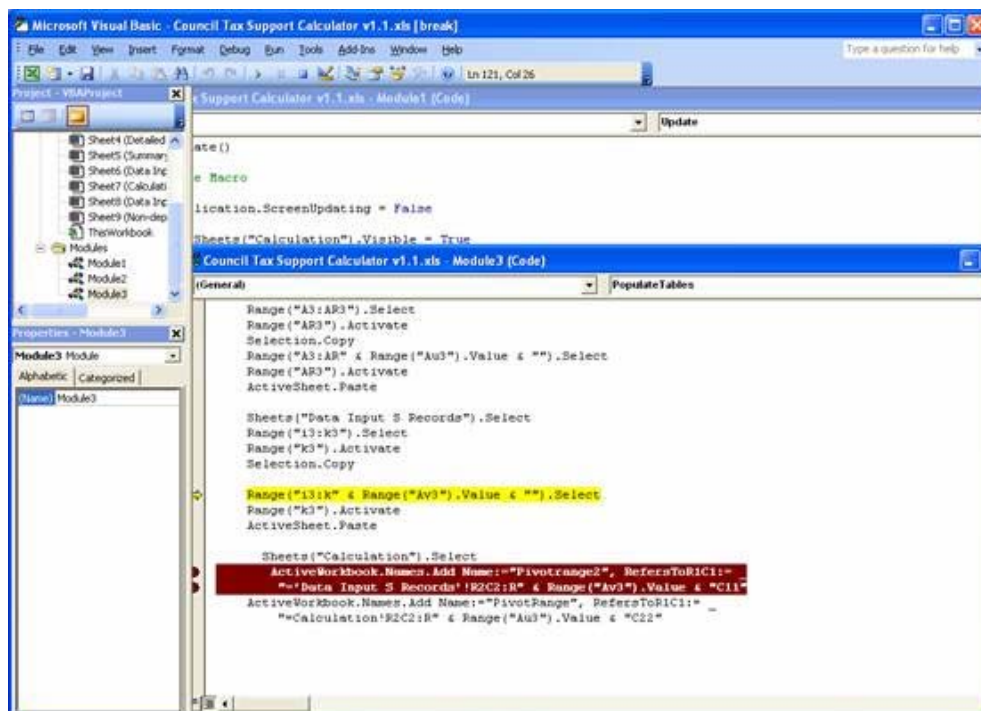 Microsoft Visual Basic - Council Tax Support Calculator v1.1.xls [break]
File Edit View Insert Format Debug Run Tools Add-Ins Window Help
Type a question for help
Ln 121, Col 26
Project - VBAProject
x Support Calculator v1.1.xls - Module1 (Code)
Update
Sheet4 (Detailed
Sheet5 (Summar
Sheet6 (Data Inp
Sheet7 (Calculati
Sheet8 (Data Inp
Sheet9 (Non-dep
ThisWorkbook
Modules
Module1
Module2
Module3
ate()
e Macro
lication.ScreenUpdating = False
Sheets("Calculation").Visible = True
Properties - Module3
Module3 Module
Alphabetic Categorized
(Name) Module3
Council Tax Support Calculator v1.1.xls - Module3 (Code)
(General) PopulateTables
Range("A3:AR3").Select
Range("AR3").Activate
Selection.Copy
Range("A3:AR" & Range("Au3").Value & "").Select
Range("AR3").Activate
ActiveSheet.Paste
Sheets("Data Input S Records").Select
Range("i3:k3").Select
Range("k3").Activate
Selection.Copy
Range("i3:k" & Range("Av3").Value & "").Select
Range("k3").Activate
ActiveSheet.Paste
Sheets("Calculation").Select
ActiveWorkbook.Names.Add Name:="Pivotrange2", RefersToR1C1:= _
"='Data Input S Records'!R2C2:R" & Range("Av3").Value & "C11"
ActiveWorkbook.Names.Add Name:="PivotRange", RefersToR1C1:= _
"=Calculation!R2C2:R" & Range("Au3").Value & "C22"